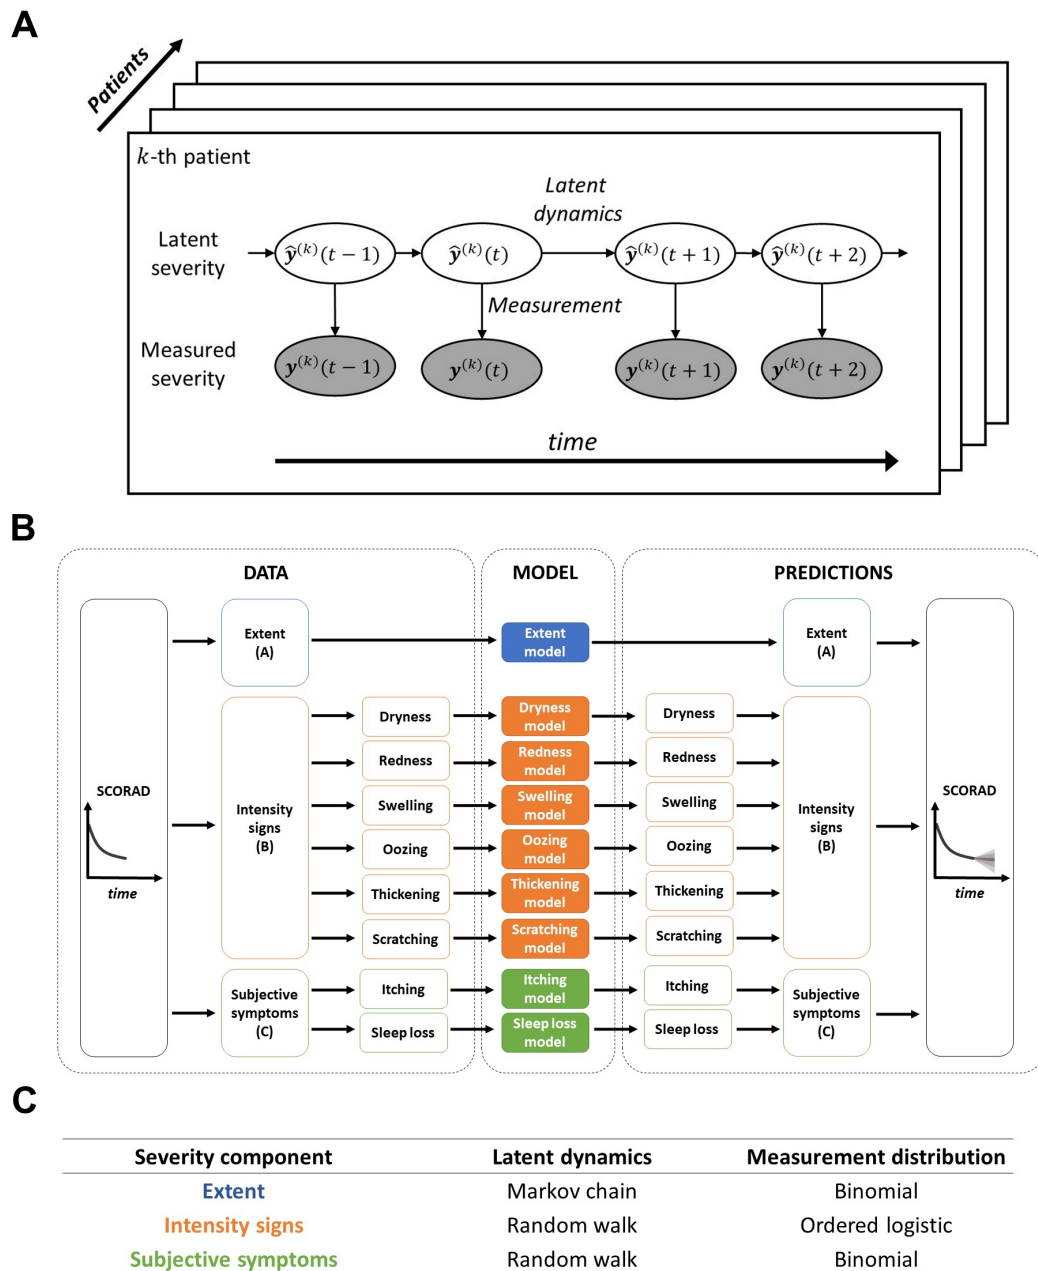 A
Patients
k-th patient
Latent dynamics
Latent severity
ŷ(k)(t − 1)
ŷ(k)(t)
ŷ(k)(t + 1)
ŷ(k)(t + 2)
Measurement
Measured severity
y(k)(t − 1)
y(k)(t)
y(k)(t + 1)
y(k)(t + 2)
time
B
DATA
MODEL
PREDICTIONS
SCORAD
time
Extent
(A)
Extent
model
Extent
(A)
Intensity
signs
(B)
Dryness
Dryness
model
Dryness
Redness
Redness
model
Redness
Swelling
Swelling
model
Swelling
Oozing
Oozing
model
Oozing
Thickening
Thickening
model
Thickening
Scratching
Scratching
model
Scratching
Intensity
signs
(B)
Subjective
symptoms
(C)
Itching
Itching
model
Itching
Sleep loss
Sleep loss
model
Sleep loss
Subjective
symptoms
(C)
SCORAD
time
C
Severity component Latent dynamics Measurement distribution
Extent Markov chain Binomial
Intensity signs Random walk Ordered logistic
Subjective symptoms Random walk Binomial